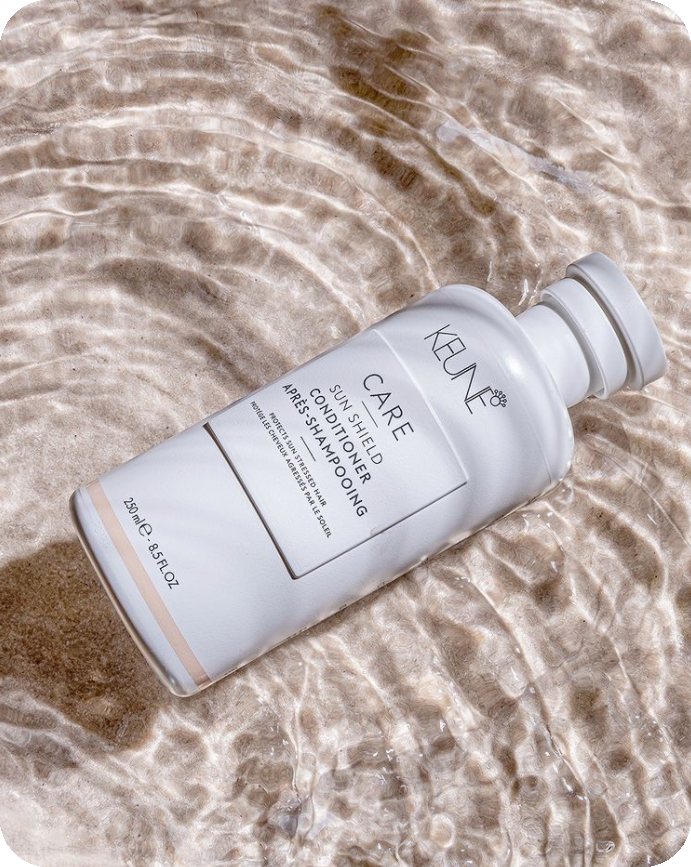 KEUNE
CARE
SUN SHIELD
CONDITIONER
APRÈS-SHAMPOOING
PROTECTS SUN STRESSED HAIR
PROTÈGE LES CHEVEUX AGRESSÉS PAR LE SOLEIL
250 ml ℮ - 8.5 FL.OZ